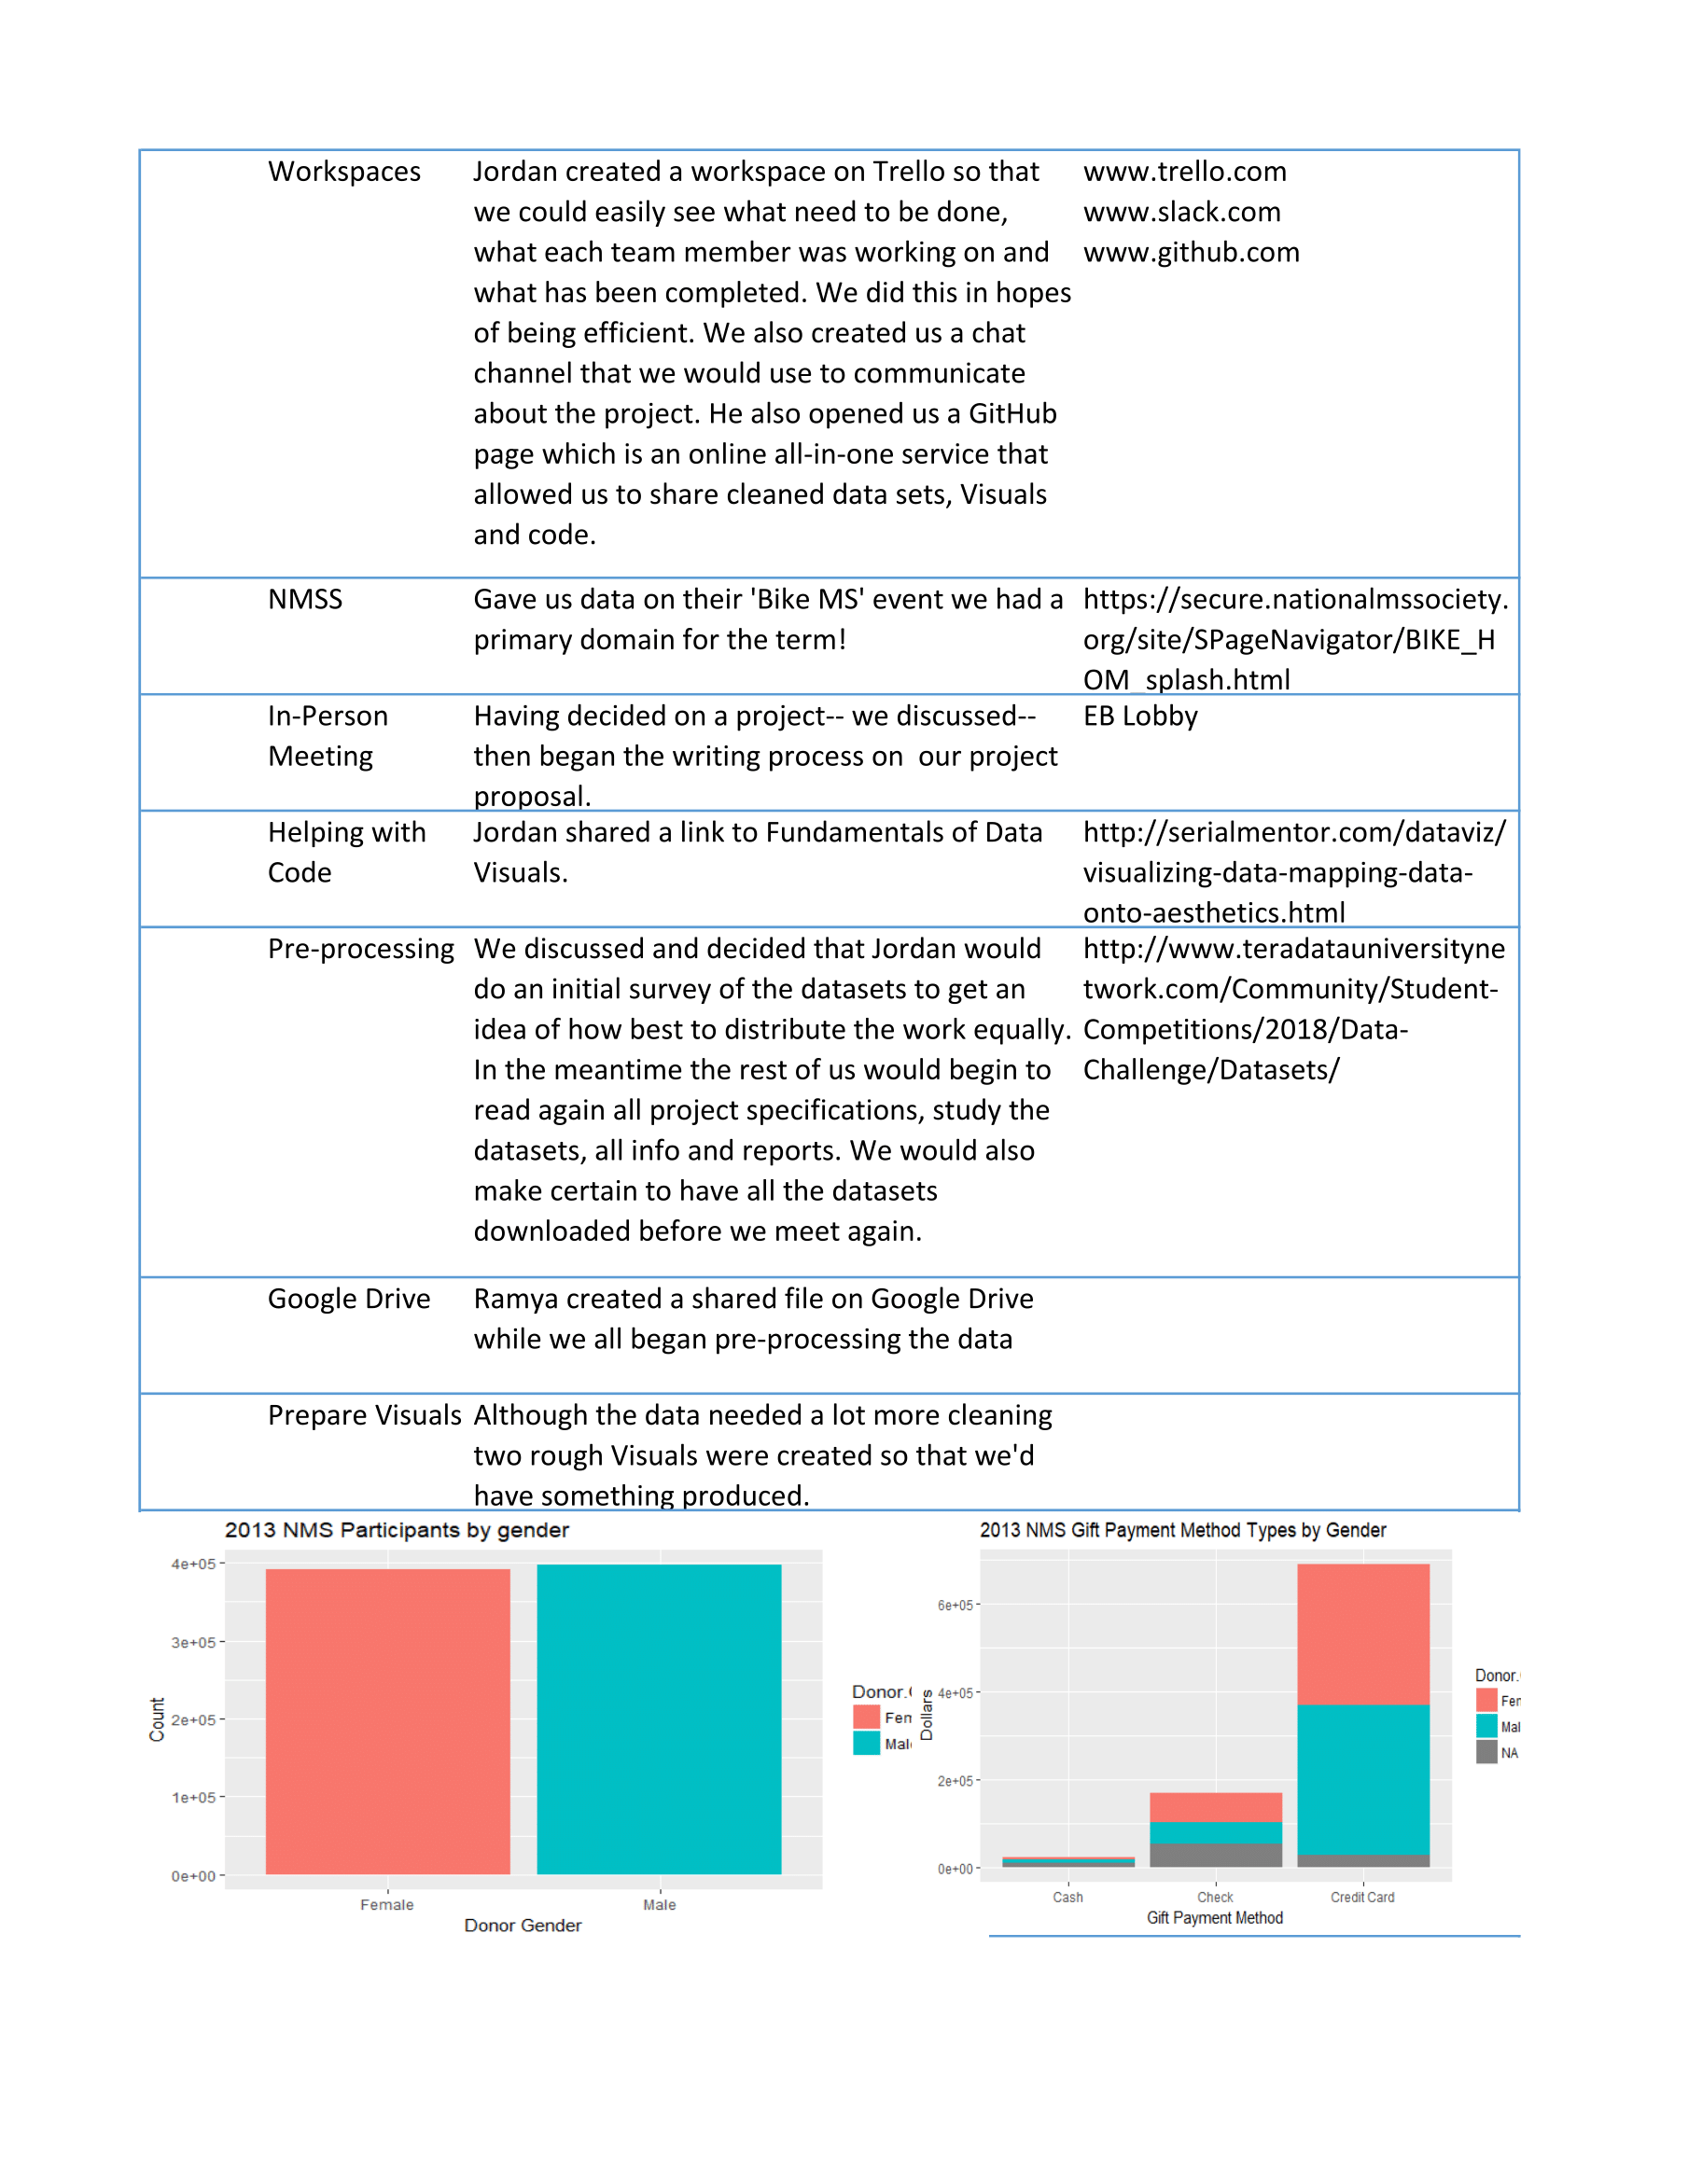 Workspaces
Jordan created a workspace on Trello so that
we could easily see what need to be done,
what each team member was working on and
what has been completed. We did this in hopes
of being efficient. We also created us a chat
channel that we would use to communicate
about the project. He also opened us a GitHub
page which is an online all-in-one service that
allowed us to share cleaned data sets, Visuals
and code.
www.trello.com
www.slack.com
www.github.com
NMSS
Gave us data on their 'Bike MS' event we had a
primary domain for the term!
https://secure.nationalmssociety.
org/site/SPageNavigator/BIKE_H
OM_splash.html
In-Person
Meeting
Having decided on a project-- we discussed--
then began the writing process on  our project
proposal.
EB Lobby
Helping with
Code
Jordan shared a link to Fundamentals of Data
Visuals.
http://serialmentor.com/dataviz/
visualizing-data-mapping-data-
onto-aesthetics.html
Pre-processing
We discussed and decided that Jordan would
do an initial survey of the datasets to get an
idea of how best to distribute the work equally.
In the meantime the rest of us would begin to
read again all project specifications, study the
datasets, all info and reports. We would also
make certain to have all the datasets
downloaded before we meet again.
http://www.teradatauniversityne
twork.com/Community/Student-
Competitions/2018/Data-
Challenge/Datasets/
Google Drive
Ramya created a shared file on Google Drive
while we all began pre-processing the data
Prepare Visuals
Although the data needed a lot more cleaning
two rough Visuals were created so that we'd
have something produced.
2013 NMS Participants by gender
4e+05
3e+05
2e+05
1e+05
0e+00
Count
Female
Male
Donor Gender
Donor.
Fem
Mal
2013 NMS Gift Payment Method Types by Gender
6e+05
4e+05
2e+05
0e+00
Dollars
Cash
Check
Credit Card
Gift Payment Method
Donor.
Fem
Mal
NA